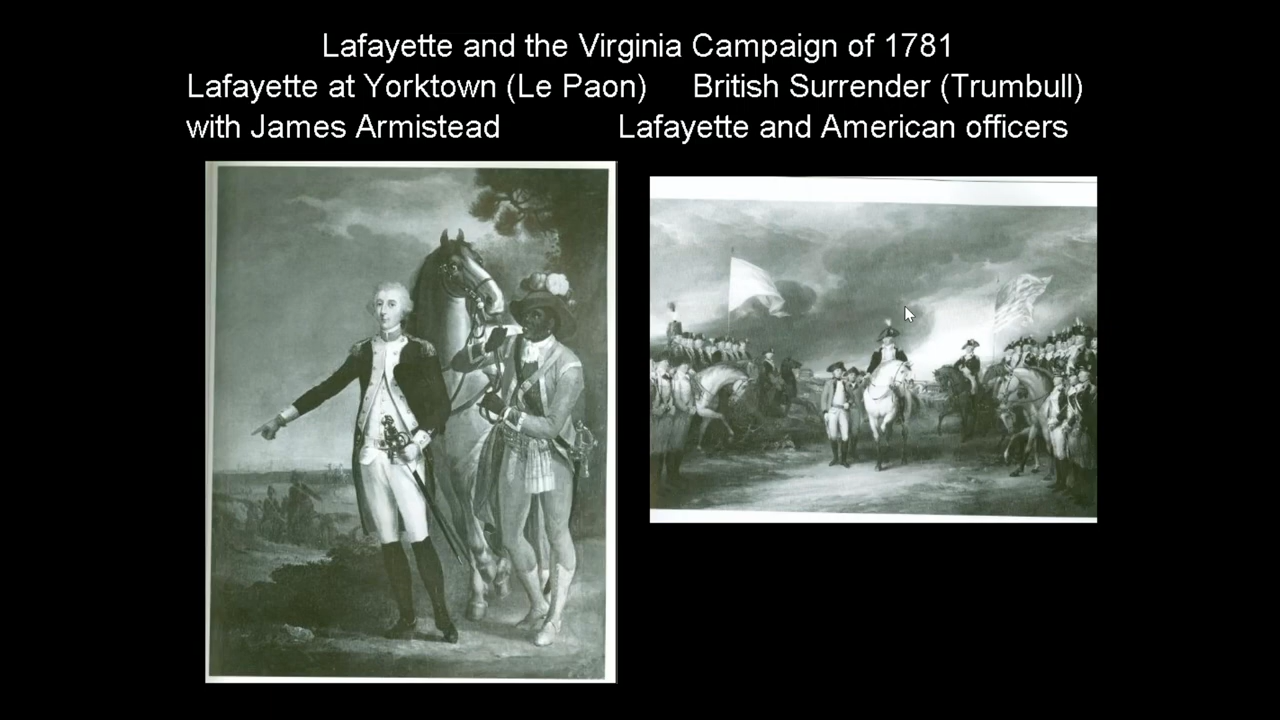 Lafayette and the Virginia Campaign of 1781
Lafayette at Yorktown (Le Paon) British Surrender (Trumbull)
with James Armistead Lafayette and American officers